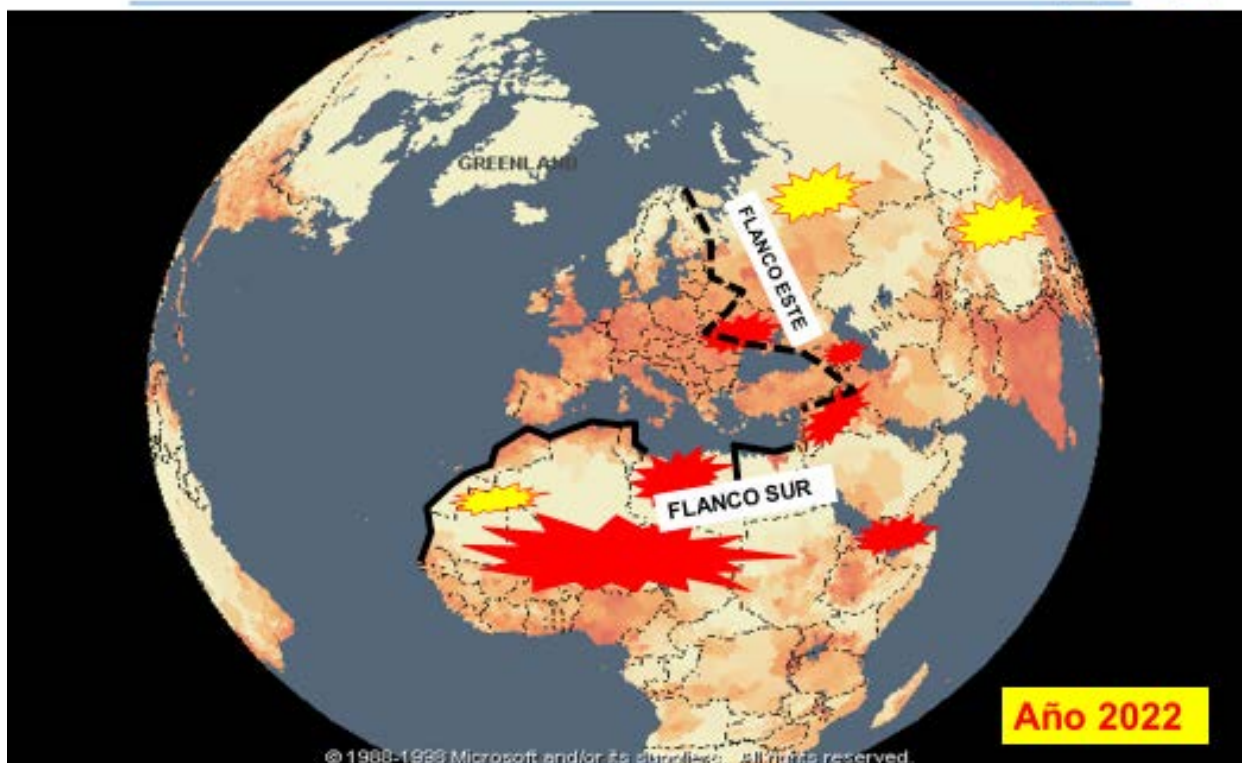 GREENLAND
FLANCO ESTE
FLANCO SUR
Año 2022
© 1988-1998 Microsoft and/or its suppliers. All rights reserved.